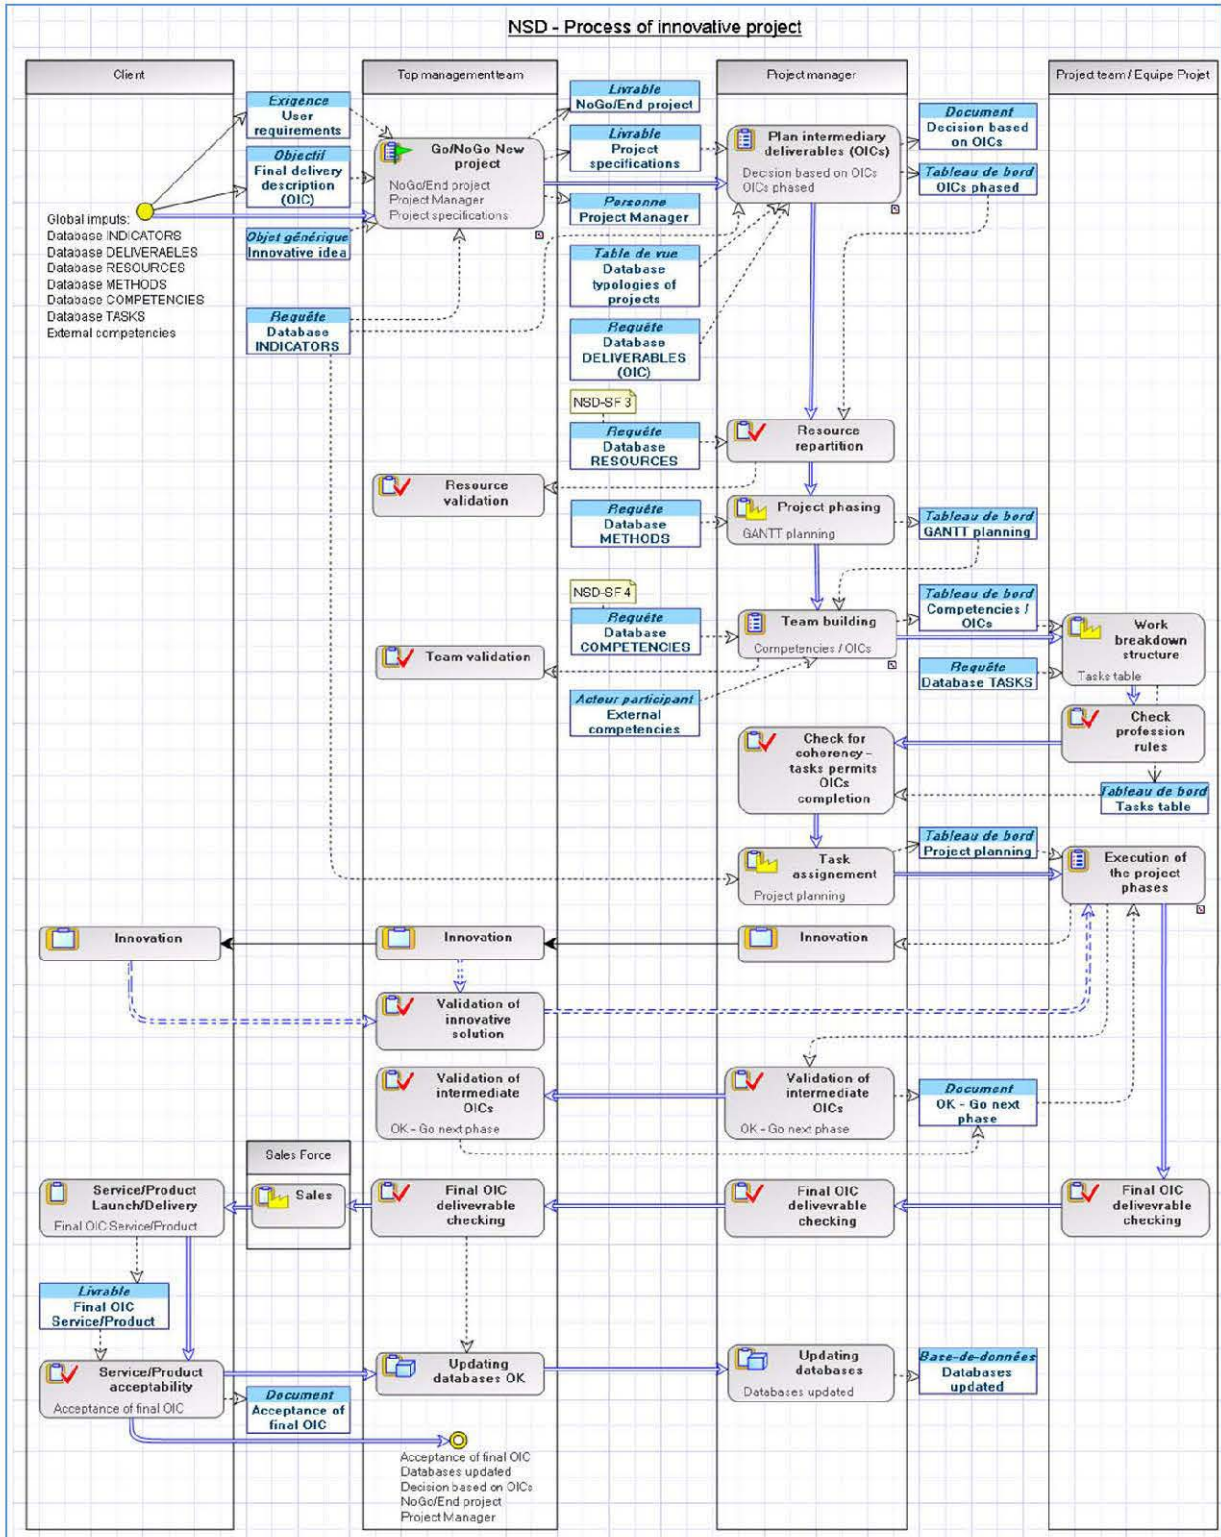 NSD - Process of innovative project
Client
Top management team
Project manager
Project team / Equipe Projet
Exigence
User
requirements
Objectif
Final delivery
description
(OIC)
Objet générique
Innovative idea
Requête
Database
INDICATORS
Global imputs:
Database INDICATORS
Database DELIVERABLES
Database RESOURCES
Database METHODS
Database COMPETENCIES
Database TASKS
External competencies
Go/NoGo New
project
NoGo/End project
Project Manager
Project specifications
Livrable
NoGo/End project
Livrable
Project
specifications
Personne
Project Manager
Table de vue
Database
typologies of
projects
Requête
Database
DELIVERABLES
(OIC)
Plan intermediary
deliverables (OICs)
Decision based on OICs
OICs phased
Document
Decision based
on OICs
Tableau de bord
OICs phased
NSD-SF 3
Requête
Database
RESOURCES
Resource
repartition
Resource
validation
Requête
Database
METHODS
Project phasing
GANTT planning
Tableau de bord
GANTT planning
NSD-SF 4
Requête
Database
COMPETENCIES
Team building
Competencies / OICs
Tableau de bord
Competencies /
OICs
Work
breakdown
structure
Tasks table
Team validation
Requête
Database TASKS
Acteur participant
External
competencies
Check
profession
rules
Check for
coherency –
tasks permits
OICs
completion
Tableau de bord
Tasks table
Task
assignement
Project planning
Tableau de bord
Project planning
Execution of
the project
phases
Innovation
Innovation
Innovation
Validation of
innovative
solution
Validation of
intermediate
OICs
OK - Go next phase
Validation of
intermediate
OICs
OK - Go next phase
Document
OK - Go next
phase
Sales Force
Sales
Service/Product
Launch/Delivery
Final OIC Service/Product
Final OIC
delivevrable
checking
Final OIC
delivevrable
checking
Final OIC
delivevrable
checking
Livrable
Final OIC
Service/Product
Service/Product
acceptability
Acceptance of final OIC
Document
Acceptance of
final OIC
Updating
databases OK
Updating
databases
Databases updated
Base-de-données
Databases
updated
Acceptance of final OIC
Databases updated
Decision based on OICs
NoGo/End project
Project Manager